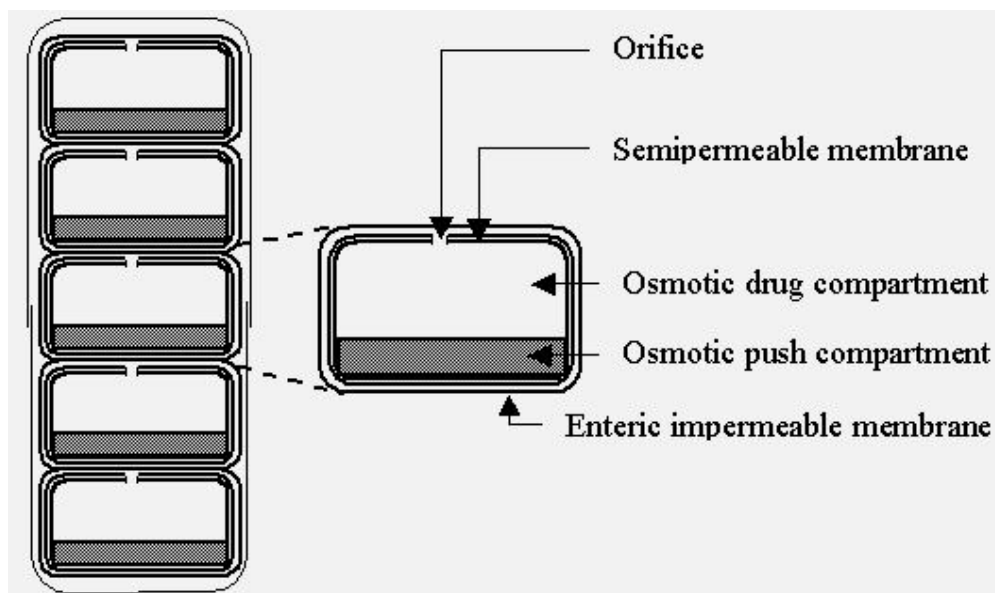 Orifice
Semipermeable membrane
Osmotic drug compartment
Osmotic push compartment
Enteric impermeable membrane